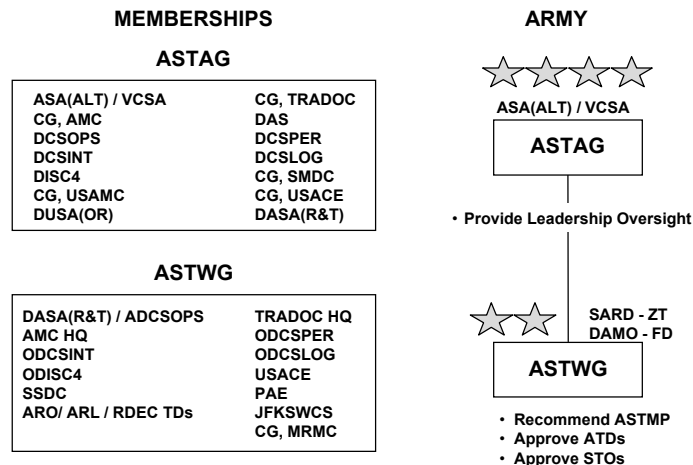 MEMBERSHIPS
ASTAG
ASA(ALT) / VCSA
CG, AMC
DCSOPS
DCSINT
DISC4
CG, USAMC
DUSA(OR)
CG, TRADOC
DAS
DCSPER
DCSLOG
CG, SMDC
CG, USACE
DASA(R&T)
ASTWG
DASA(R&T) / ADCSOPS
AMC HQ
ODCSINT
ODISC4
SSDC
ARO/ ARL / RDEC TDs
TRADOC HQ
ODCSPER
ODCSLOG
USACE
PAE
JFKSWCS
CG, MRMC
ARMY
ASA(ALT) / VCSA
ASTAG
• Provide Leadership Oversight
SARD - ZT
DAMO - FD
ASTWG
• Recommend ASTMP
• Approve ATDs
• Approve STOs